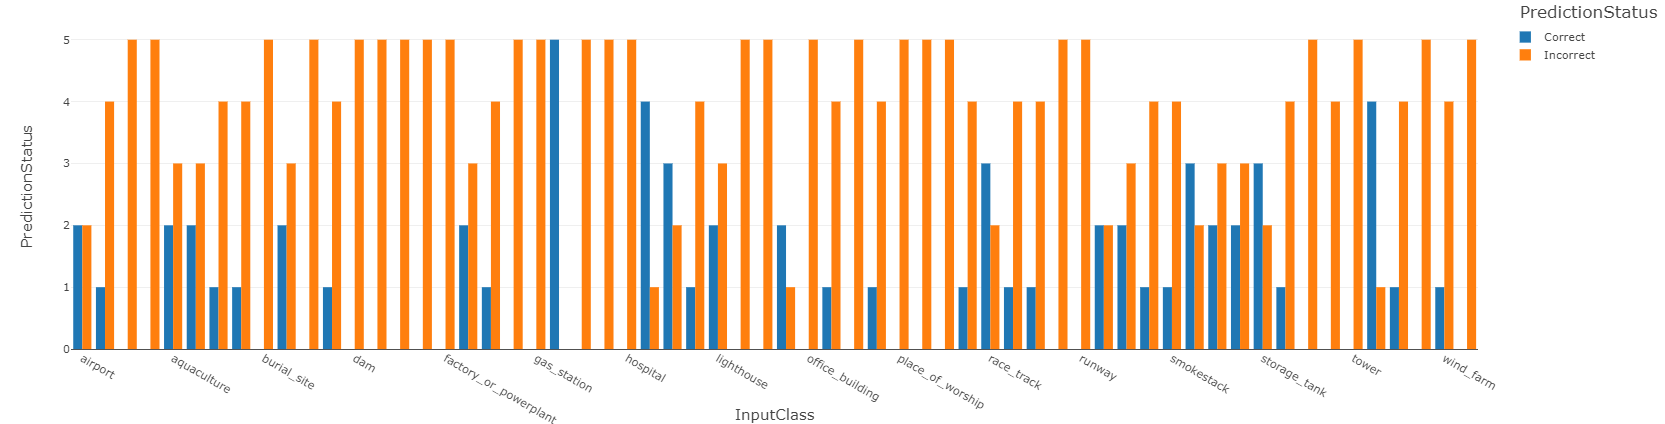 PredictionStatus
Correct
Incorrect
PredictionStatus
5
4
3
2
1
0
airport
aquaculture
burial_site
dam
factory_or_powerplant
gas_station
hospital
lighthouse
office_building
place_of_worship
race_track
runway
smokestack
storage_tank
tower
wind_farm
InputClass